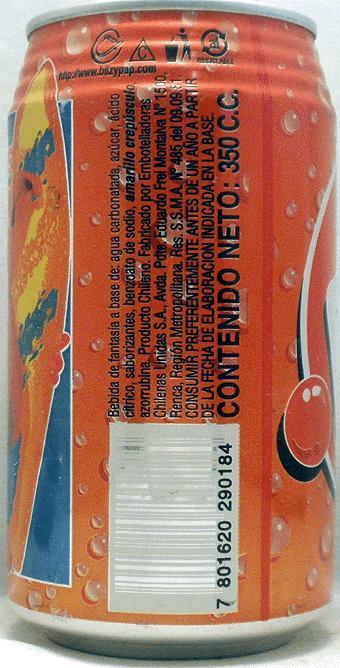 http://www.bilzypap.com
RECICLABLE
Bebida de fantasía a base de: agua carbonatada, azúcar, ácido
cítrico, saborizantes, benzoato de sodio, amarillo crepúsculo
azorrubina. Producto Chileno. Fabricado por Embotelladoras
Chilenas Unidas S.A., Avda. Pdte. Eduardo Frei Montalva Nº 1500,
Renca, Región Metropolitana. Res. S.S.M.A. Nº 485 del 09.09.81.
CONSUMIR PREFERENTEMENTE ANTES DE UN AÑO A PARTIR
DE LA FECHA DE ELABORACION INDICADA EN LA BASE
CONTENIDO NETO: 350 C.C.
7 801620 290184